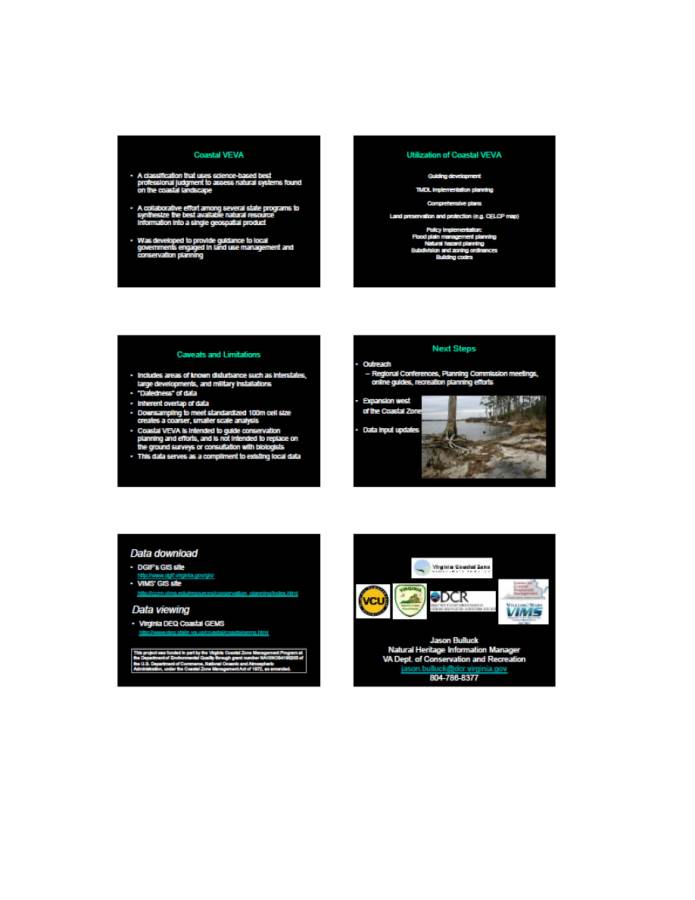 Coastal VEVA
• A classification that uses science-based best
professional judgment to assess natural systems found
on the coastal landscape
• A collaborative effort among several state programs to
synthesize the best available natural resource
information into a single geospatial product
• Was developed to provide guidance to local
governments engaged in land use management and
conservation planning
Utilization of Coastal VEVA
Guiding development
TMDL implementation planning
Comprehensive plans
Land preservation and protection (e.g. CELCP map)
Policy implementation:
Flood plain management planning
Natural hazard planning
Subdivision and zoning ordinances
Building codes
Caveats and Limitations
• Includes areas of known disturbance such as interstates,
large developments, and military installations
• "Datedness" of data
• Inherent overlap of data
• Downsampling to meet standardized 100m cell size
creates a coarser, smaller scale analysis
• Coastal VEVA is intended to guide conservation
planning and efforts, and is not intended to replace on
the ground surveys or consultation with biologists
• This data serves as a compliment to existing local data
Next Steps
• Outreach
– Regional Conferences, Planning Commission meetings,
online guides, recreation planning efforts
• Expansion west
of the Coastal Zone
• Data input updates
Data download
• DGIF's GIS site
http://www.dgif.virginia.gov/gis/
• VIMS' GIS site
Data viewing
• Virginia DEQ Coastal GEMS
This project was funded in part by the Virginia Coastal Zone Management Program at
the Department of Environmental Quality through grant number
the U.S. Department of Commerce, National Oceanic and Atmospheric
Administration, under the Coastal Zone Management Act of 1972, as amended.
Virginia Coastal Zone
VCU
VIRGINIA
DCR
VIMS
Jason Bulluck
Natural Heritage Information Manager
VA Dept. of Conservation and Recreation
jason.bulluck@dcr.virginia.gov
804-786-8377